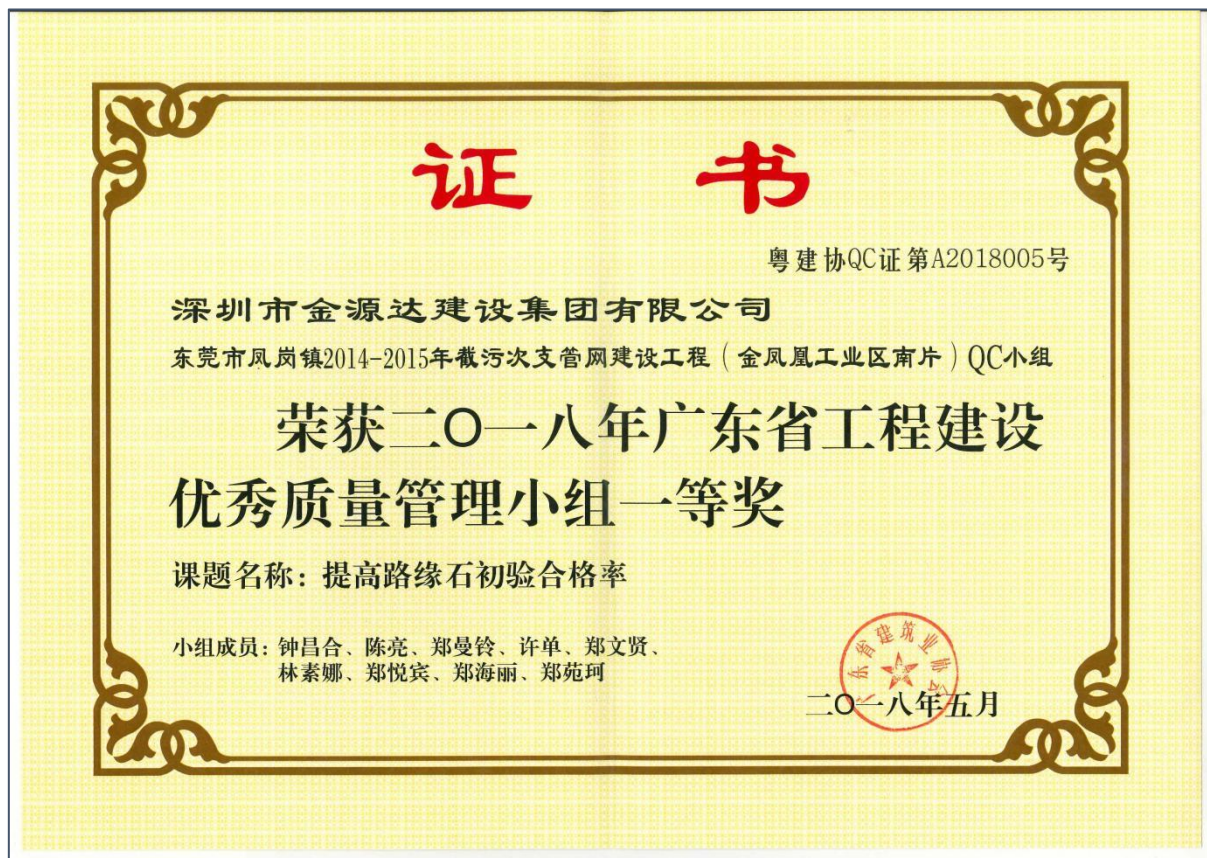 证 书
粤建协QC证第A2018005号
深圳市金源达建设集团有限公司
东莞市凤岗镇2014-2015年截污次支管网建设工程（金凤凰工业区南片）QC小组
荣获二〇一八年广东省工程建设
优秀质量管理小组一等奖
课题名称：提高路缘石初验合格率
小组成员：钟昌合、陈亮、郑曼铃、许单、郑文贤、
林素娜、郑悦宾、郑海丽、郑苑珂
广东省建筑业协会
二〇一八年五月